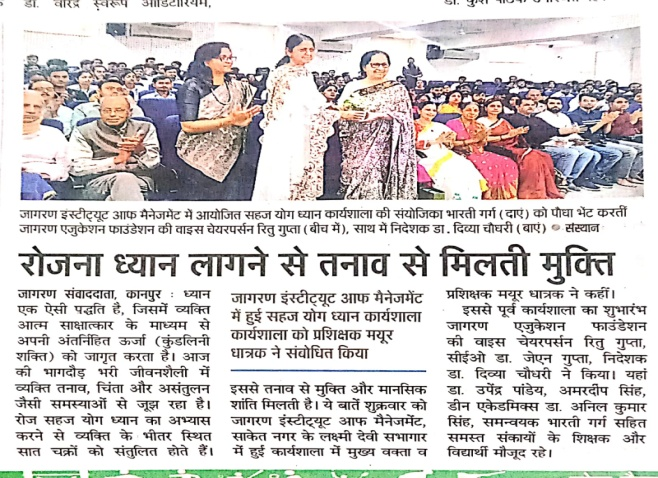 डा. वीरेंद्र स्वरूप ऑडिटोरियम,
जागरण इंस्टीट्यूट आफ मैनेजमेंट में आयोजित सहज योग ध्यान कार्यशाला की संयोजिका भारती गर्ग (दाएं) को पौधा भेंट करतीं
जागरण एजुकेशन फाउंडेशन की वाइस चेयरपर्सन रितु गुप्ता (बीच में), साथ में निदेशक डा. दिव्या चौधरी (बाएं) ● संस्थान
रोजना ध्यान लागने से तनाव से मिलती मुक्ति
जागरण संवाददाता, कानपुर : ध्यान
एक ऐसी पद्धति है, जिसमें व्यक्ति
आत्म साक्षात्कार के माध्यम से
अपनी अंतर्निहित ऊर्जा (कुंडलिनी
शक्ति) को जागृत करता है। आज
की भागदौड़ भरी जीवनशैली में
व्यक्ति तनाव, चिंता और असंतुलन
जैसी समस्याओं से जूझ रहा है।
रोज सहज योग ध्यान का अभ्यास
करने से व्यक्ति के भीतर स्थित
सात चक्रों को संतुलित होते हैं।
जागरण इंस्टीट्यूट आफ मैनेजमेंट
में हुई सहज योग ध्यान कार्यशाला
कार्यशाला को प्रशिक्षक मयूर
धात्रक ने संबोधित किया
इससे तनाव से मुक्ति और मानसिक
शांति मिलती है। ये बातें शुक्रवार को
जागरण इंस्टीट्यूट आफ मैनेजमेंट,
साकेत नगर के लक्ष्मी देवी सभागार
में हुई कार्यशाला में मुख्य वक्ता व
प्रशिक्षक मयूर धात्रक ने कहीं।
इससे पूर्व कार्यशाला का शुभारंभ
जागरण एजुकेशन फाउंडेशन
की वाइस चेयरपर्सन रितु गुप्ता,
सीईओ डा. जेएन गुप्ता, निदेशक
डा. दिव्या चौधरी ने किया। यहां
डा. उपेंद्र पांडेय, अमरदीप सिंह,
डीन एकेडमिक्स डा. अनिल कुमार
सिंह, समन्वयक भारती गर्ग सहित
समस्त संकायों के शिक्षक और
विद्यार्थी मौजूद रहे।